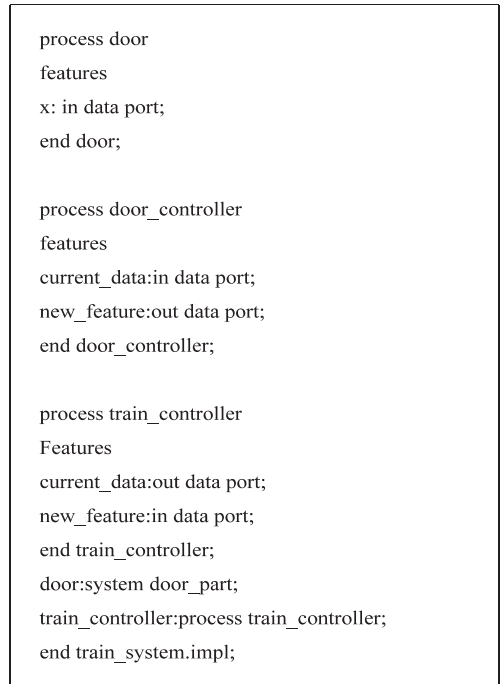 process door
features
x: in data port;
end door;
process door_controller
features
current_data:in data port;
new_feature:out data port;
end door_controller;
process train_controller
Features
current_data:out data port;
new_feature:in data port;
end train_controller;
door:system door_part;
train_controller:process train_controller;
end train_system.impl;